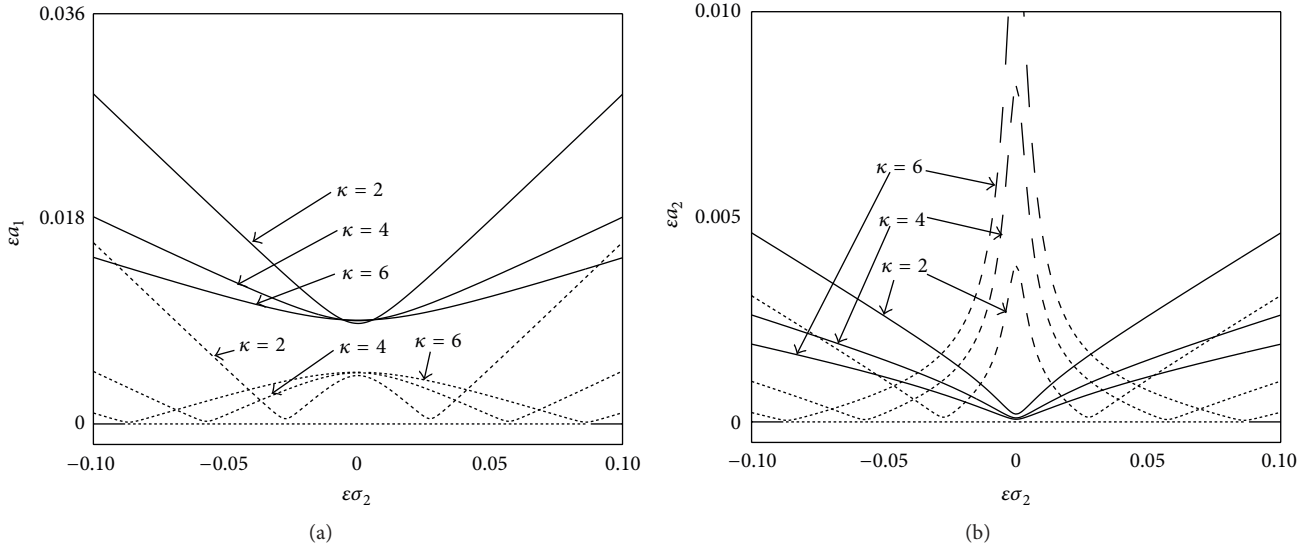 0.036
0.018
0
εa₁
κ = 2
κ = 4
κ = 6
κ = 2
κ = 4
κ = 6
−0.10
−0.05
0
0.05
0.10
εσ₂
(a)
0.010
0.005
0
εa₂
κ = 6
κ = 4
κ = 2
−0.10
−0.05
0
0.05
0.10
εσ₂
(b)